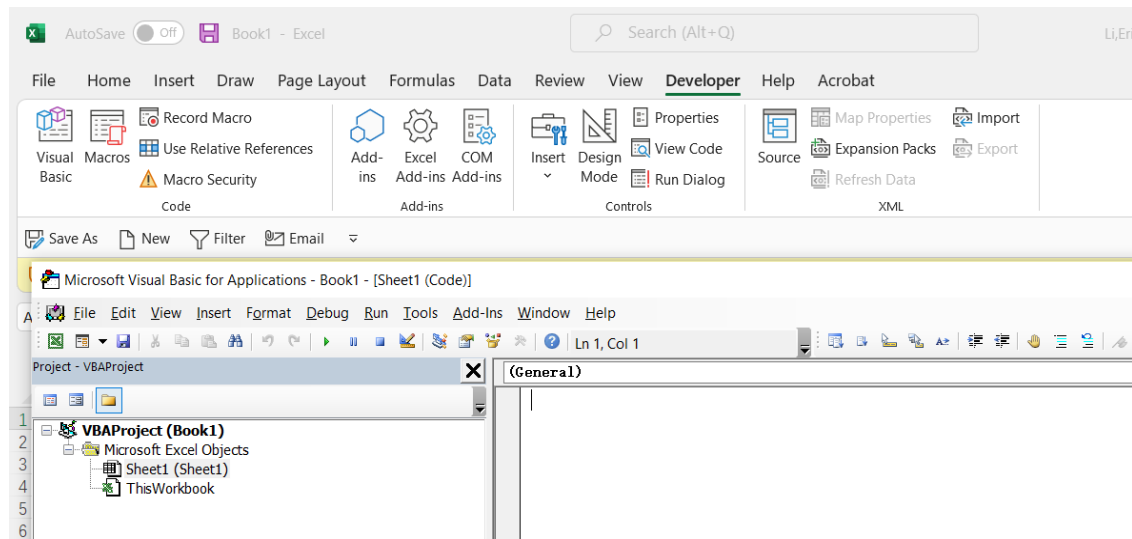 AutoSave Off Book1 - Excel Search (Alt+Q) Li,Er
File Home Insert Draw Page Layout Formulas Data Review View Developer Help Acrobat
Visual Basic
Macros
Record Macro
Use Relative References
Macro Security
Code
Add-ins
Excel Add-ins
COM Add-ins
Add-ins
Insert
Design Mode
Properties
View Code
Run Dialog
Controls
Source
Map Properties
Expansion Packs
Refresh Data
Import
Export
XML
Save As New Filter Email
Microsoft Visual Basic for Applications - Book1 - [Sheet1 (Code)]
A
File Edit View Insert Format Debug Run Tools Add-Ins Window Help
Ln 1, Col 1
Project - VBAProject
(General)
1
2
3
4
5
6
VBAProject (Book1)
Microsoft Excel Objects
Sheet1 (Sheet1)
ThisWorkbook